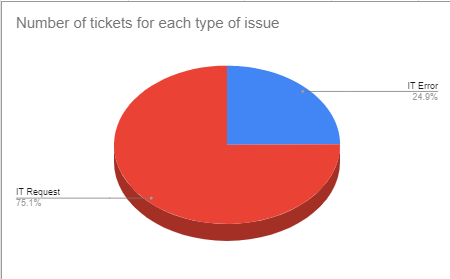 Number of tickets for each type of issue
IT Error
24.9%
IT Request
75.1%